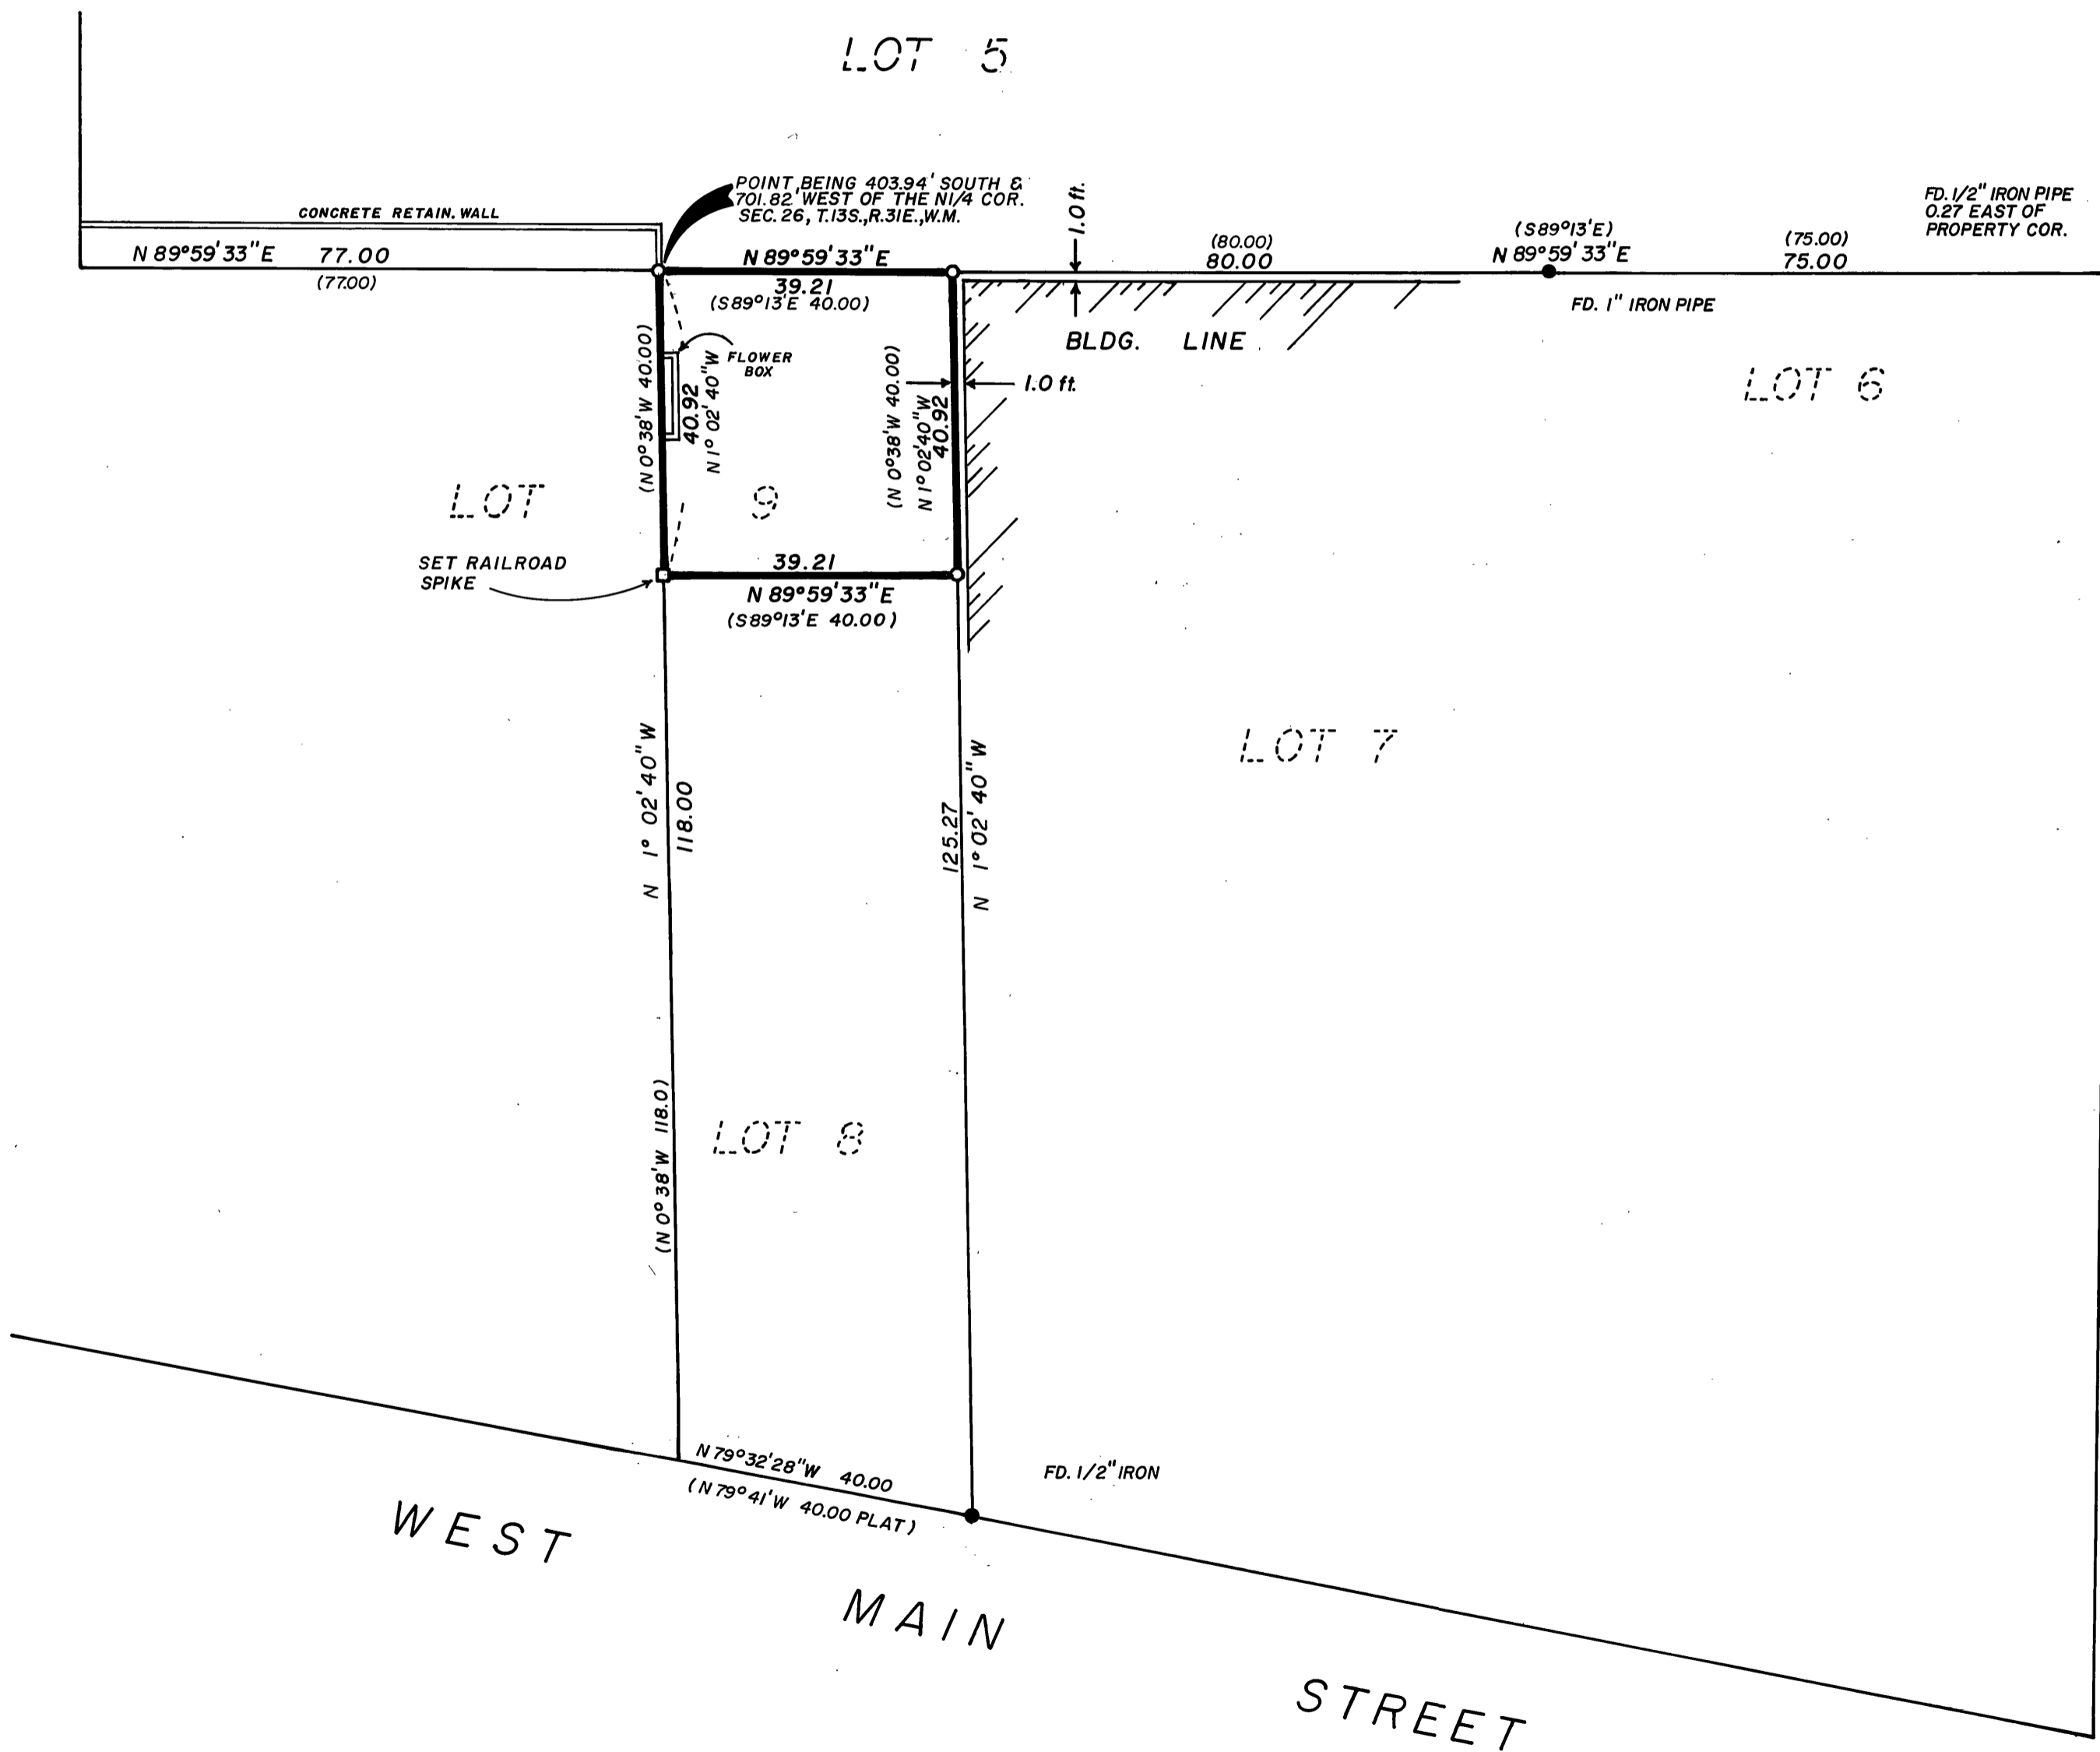 LOT 5
POINT, BEING 403.94' SOUTH &
701.82' WEST OF THE N1/4 COR.
SEC. 26, T.13S.,R.31E.,W.M.
1.0 ft.
FD. 1/2" IRON PIPE
0.27 EAST OF
PROPERTY COR.
CONCRETE RETAIN. WALL
N 89°59'33"E 77.00
(77.00)
N 89°59'33"E
39.21
(S89°13'E 40.00)
(80.00)
80.00
(S89°13'E)
N 89°59'33"E
(75.00)
75.00
FD. 1" IRON PIPE
BLDG. LINE
FLOWER
BOX
(N 0°38'W 40.00)
40.92
N 1° 02' 40"W
(N 0°38'W 40.00)
N 1°02'40"W
40.92
1.0 ft.
LOT 6
LOT 9
SET RAILROAD
SPIKE
39.21
N 89°59'33"E
(S89°13'E 40.00)
N 1° 02' 40"W
118.00
125.27
N 1°02'40"W
LOT 7
(N 0°38'W 118.0)
LOT 8
N 79°32'28"W 40.00
(N 79°41'W 40.00 PLAT)
FD. 1/2" IRON
WEST MAIN STREET